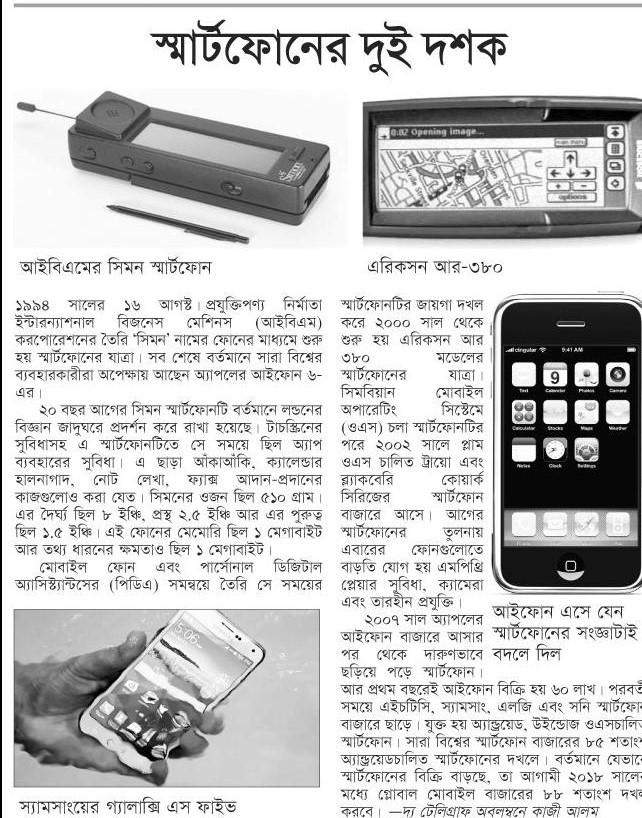 স্মার্টফোনের দুই দশক
Simon
0:02 Opening image...
main menu
options
আইবিএমের সিমন স্মার্টফোন
এরিকসন আর-৩৮০
১৯৯৪ সালের ১৬ আগস্ট। প্রযুক্তিপণ্য নির্মাতা
ইন্টারন্যাশনাল বিজনেস মেশিনস (আইবিএম)
করপোরেশনের তৈরি ‘সিমন’ নামের ফোনের মাধ্যমে শুরু
হয় স্মার্টফোনের যাত্রা। সব শেষে বর্তমানে সারা বিশ্বের
ব্যবহারকারীরা অপেক্ষায় আছেন অ্যাপলের আইফোন ৬-
এর।
২০ বছর আগের সিমন স্মার্টফোনটি বর্তমানে লন্ডনের
বিজ্ঞান জাদুঘরে প্রদর্শন করে রাখা হয়েছে। টাচস্ক্রিনের
সুবিধাসহ এ স্মার্টফোনটিতে সে সময়ে ছিল অ্যাপ
ব্যবহারের সুবিধা। এ ছাড়া আঁকাআঁকি, ক্যালেন্ডার
হালনাগাদ, নোট লেখা, ফ্যাক্স আদান-প্রদানের
কাজগুলোও করা যেত। সিমনের ওজন ছিল ৫১০ গ্রাম।
এর দৈর্ঘ্য ছিল ৮ ইঞ্চি, প্রস্থ ২.৫ ইঞ্চি আর এর পুরুত্ব
ছিল ১.৫ ইঞ্চি। এই ফোনের মেমোরি ছিল ১ মেগাবাইট
আর তথ্য ধারনের ক্ষমতাও ছিল ১ মেগাবাইট।
মোবাইল ফোন এবং পার্সোনাল ডিজিটাল
অ্যাসিস্ট্যান্টসের (পিডিএ) সমন্বয়ে তৈরি সে সময়ের
5:06
স্যামসাংয়ের গ্যালাক্সি এস ফাইভ
স্মার্টফোনটির জায়গা দখল
করে ২০০০ সাল থেকে
শুরু হয় এরিকসন আর
৩৮০ মডেলের
স্মার্টফোনের যাত্রা।
সিমবিয়ান মোবাইল
অপারেটিং সিস্টেমে
(ওএস) চলা স্মার্টফোনটির
পরে ২০০২ সালে প্লাম
ওএস চালিত ট্রায়ো এবং
ব্ল্যাকবেরি কোয়ার্ক
সিরিজের স্মার্টফোন
বাজারে আসে। আগের
স্মার্টফোনের তুলনায়
এবারের ফোনগুলোতে
বাড়তি যোগ হয় এমপিথ্রি
প্লেয়ার সুবিধা, ক্যামেরা
এবং তারহীন প্রযুক্তি।
২০০৭ সাল অ্যাপলের
আইফোন বাজারে আসার
পর থেকে দারুণভাবে
ছড়িয়ে পড়ে স্মার্টফোন।
cingular 9:41 AM
Text Calendar Photos Camera
9
Calculator Stocks Maps Weather
Notes Clock Settings
আইফোন এসে যেন
স্মার্টফোনের সংজ্ঞাটাই
বদলে দিল
আর প্রথম বছরেই আইফোন বিক্রি হয় ৬০ লাখ। পরবর্তী
সময়ে এইচটিসি, স্যামসাং, এলজি এবং সনি স্মার্টফোন
বাজারে ছাড়ে। যুক্ত হয় অ্যান্ড্রয়েড, উইন্ডোজ ওএসচালিত
স্মার্টফোন। সারা বিশ্বের স্মার্টফোন বাজারের ৮৫ শতাংশ
অ্যান্ড্রয়েডচালিত স্মার্টফোনের দখলে। বর্তমানে যেভাবে
স্মার্টফোনের বিক্রি বাড়ছে, তা আগামী ২০১৮ সালের
মধ্যে গ্লোবাল মোবাইল বাজারের ৮৮ শতাংশ দখল
করবে। —দ্য টেলিগ্রাফ অবলম্বনে কাজী আলম